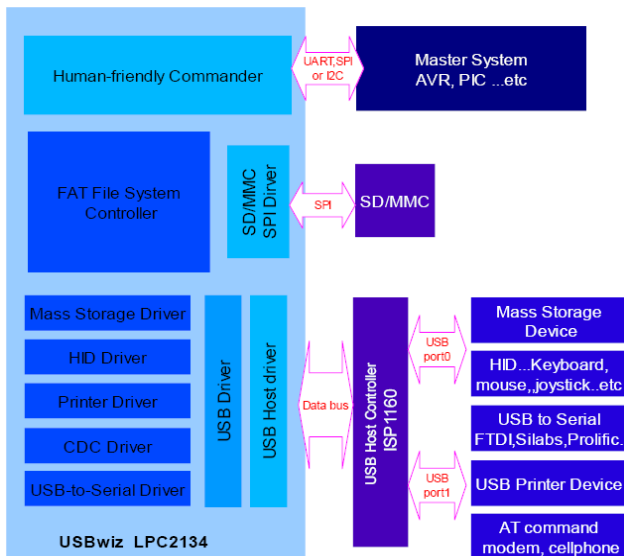 Human-friendly Commander
UART,SPI
or I2C
Master System
AVR, PIC ...etc
FAT File System
Controller
SD/MMC
SPI Dirver
SPI
SD/MMC
Mass Storage Driver
HID Driver
Printer Driver
CDC Driver
USB-to-Serial Driver
USB Driver
USB Host driver
Data bus
USB Host Controller
ISP1160
USB
port0
USB
port1
Mass Storage
Device
HID...Keyboard,
mouse,,joystick..etc
USB to Serial
FTDI,Silabs,Prolific..
USB Printer Device
AT command
modem, cellphone
USBwiz LPC2134